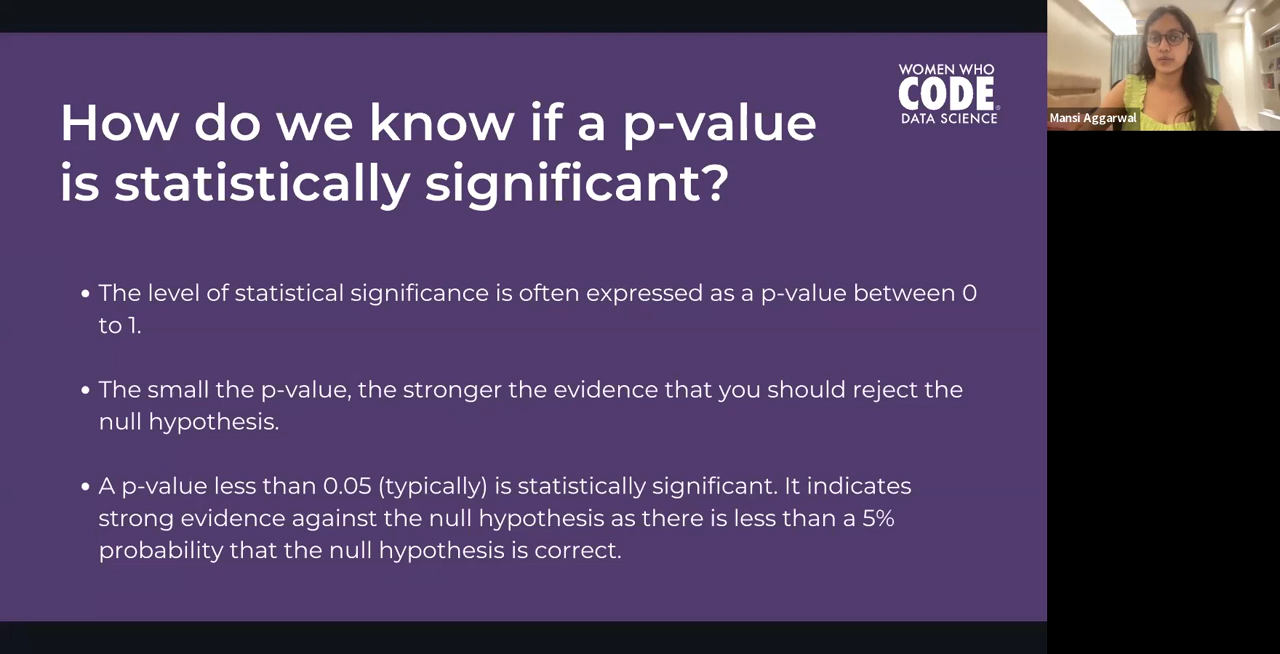 WOMEN WHO
CODE
DATA SCIENCE
How do we know if a p-value
is statistically significant?
• The level of statistical significance is often expressed as a p-value between 0
to 1.
• The small the p-value, the stronger the evidence that you should reject the
null hypothesis.
• A p-value less than 0.05 (typically) is statistically significant. It indicates
strong evidence against the null hypothesis as there is less than a 5%
probability that the null hypothesis is correct.
Mansi Aggarwal